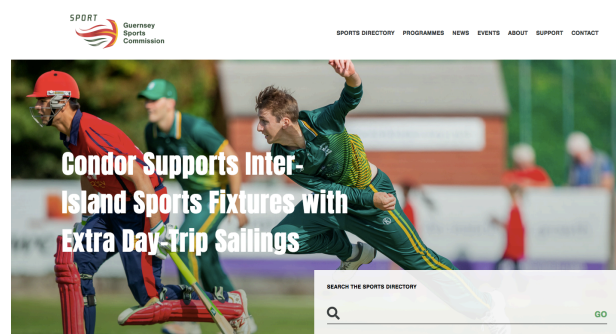 SPORT
Guernsey
Sports
Commission
SPORTS DIRECTORY PROGRAMMES NEWS EVENTS ABOUT SUPPORT CONTACT
Condor Supports Inter-
Island Sports Fixtures with
Extra Day-Trip Sailings
SEARCH THE SPORTS DIRECTORY
GO